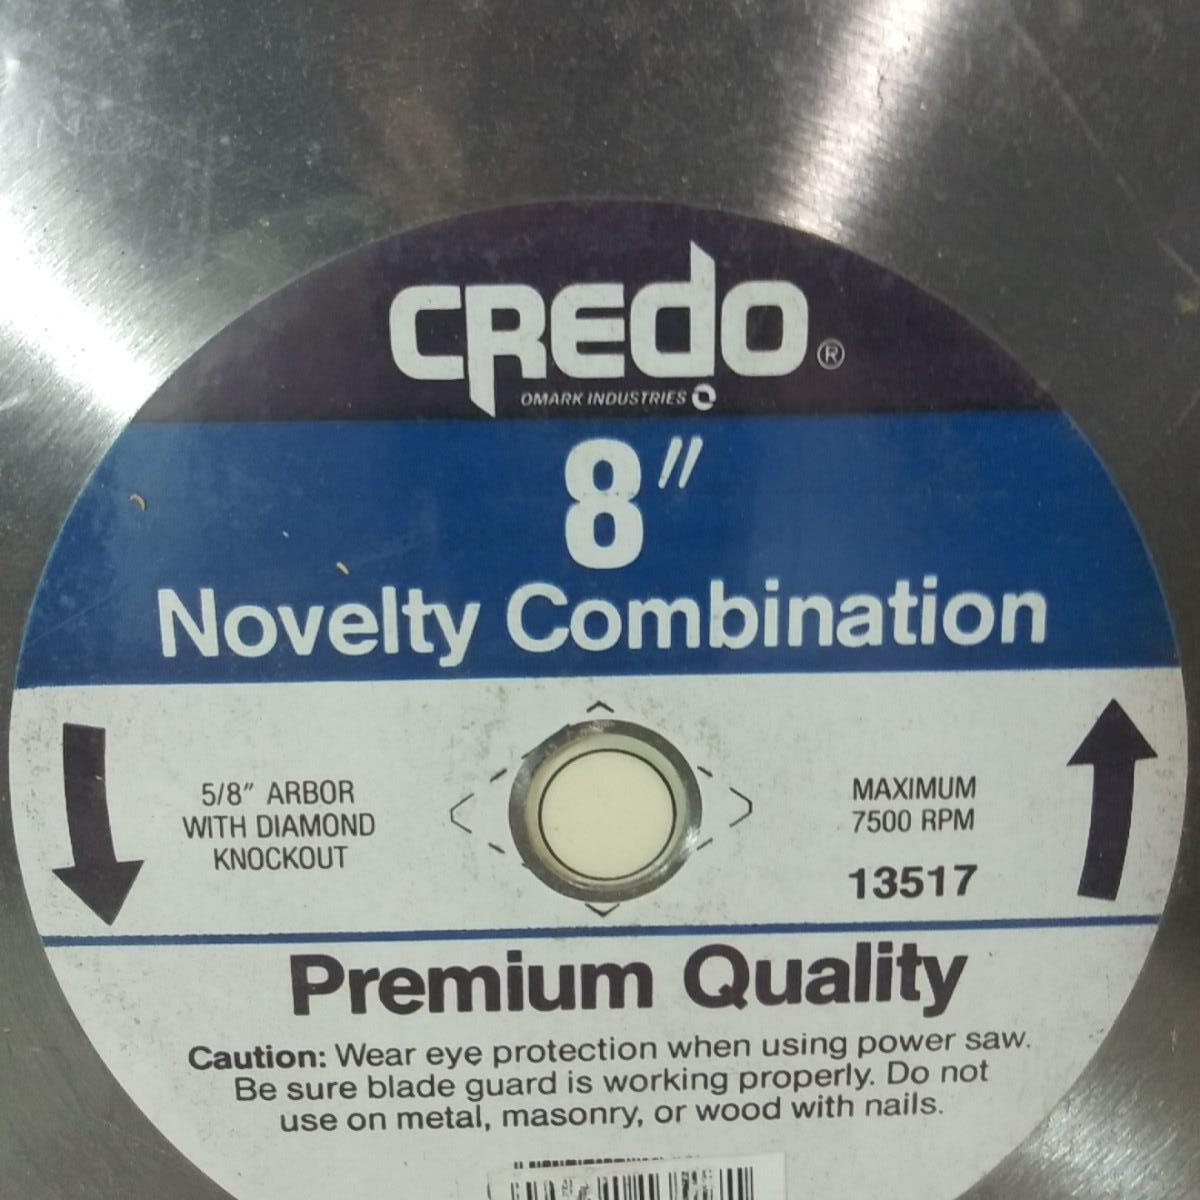 CREdO®
OMARK INDUSTRIES
8"
Novelty Combination
5/8" ARBOR
WITH DIAMOND
KNOCKOUT
MAXIMUM
7500 RPM
13517
Premium Quality
Caution: Wear eye protection when using power saw.
Be sure blade guard is working properly. Do not
use on metal, masonry, or wood with nails.